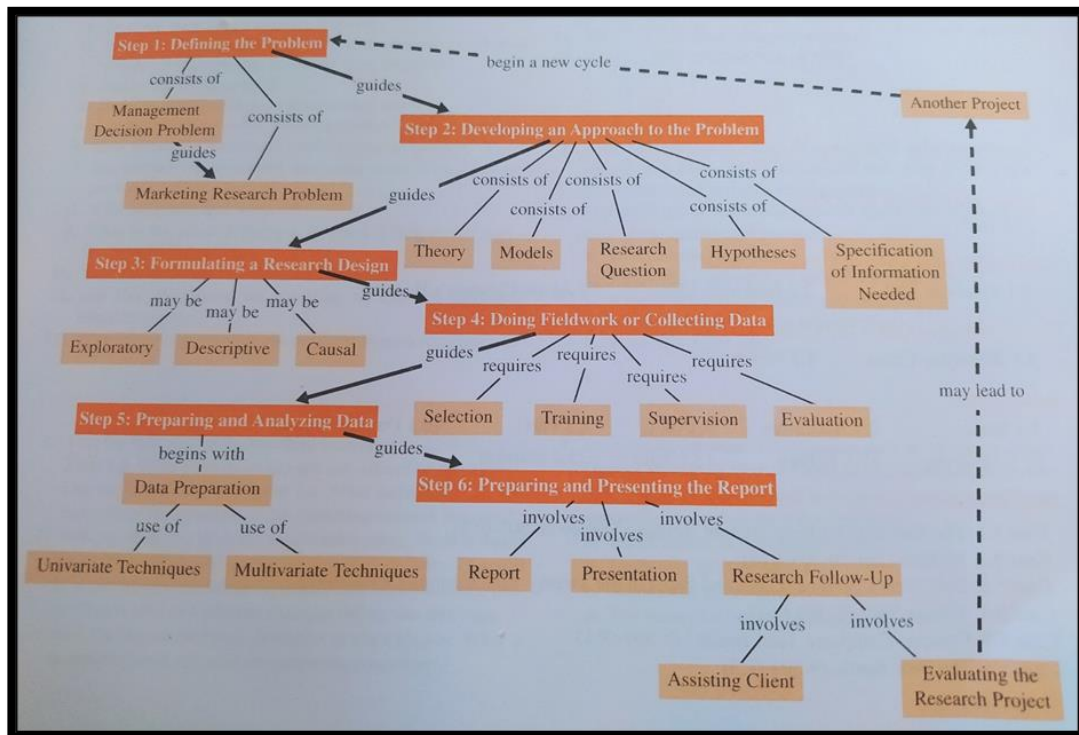 Step 1: Defining the Problem
begin a new cycle
consists of
guides
Another Project
Management
Decision Problem
consists of
Step 2: Developing an Approach to the Problem
guides
Marketing Research Problem
guides
consists of
consists of
consists of
consists of
consists of
Theory
Models
Research
Question
Hypotheses
Specification
of Information
Needed
Step 3: Formulating a Research Design
may be
may be
may be
guides
Step 4: Doing Fieldwork or Collecting Data
Exploratory
Descriptive
Causal
guides
requires
requires
requires
requires
may lead to
Step 5: Preparing and Analyzing Data
Selection
Training
Supervision
Evaluation
begins with
guides
Data Preparation
Step 6: Preparing and Presenting the Report
use of
use of
involves
involves
involves
Univariate Techniques
Multivariate Techniques
Report
Presentation
Research Follow-Up
involves
involves
Assisting Client
Evaluating the
Research Project